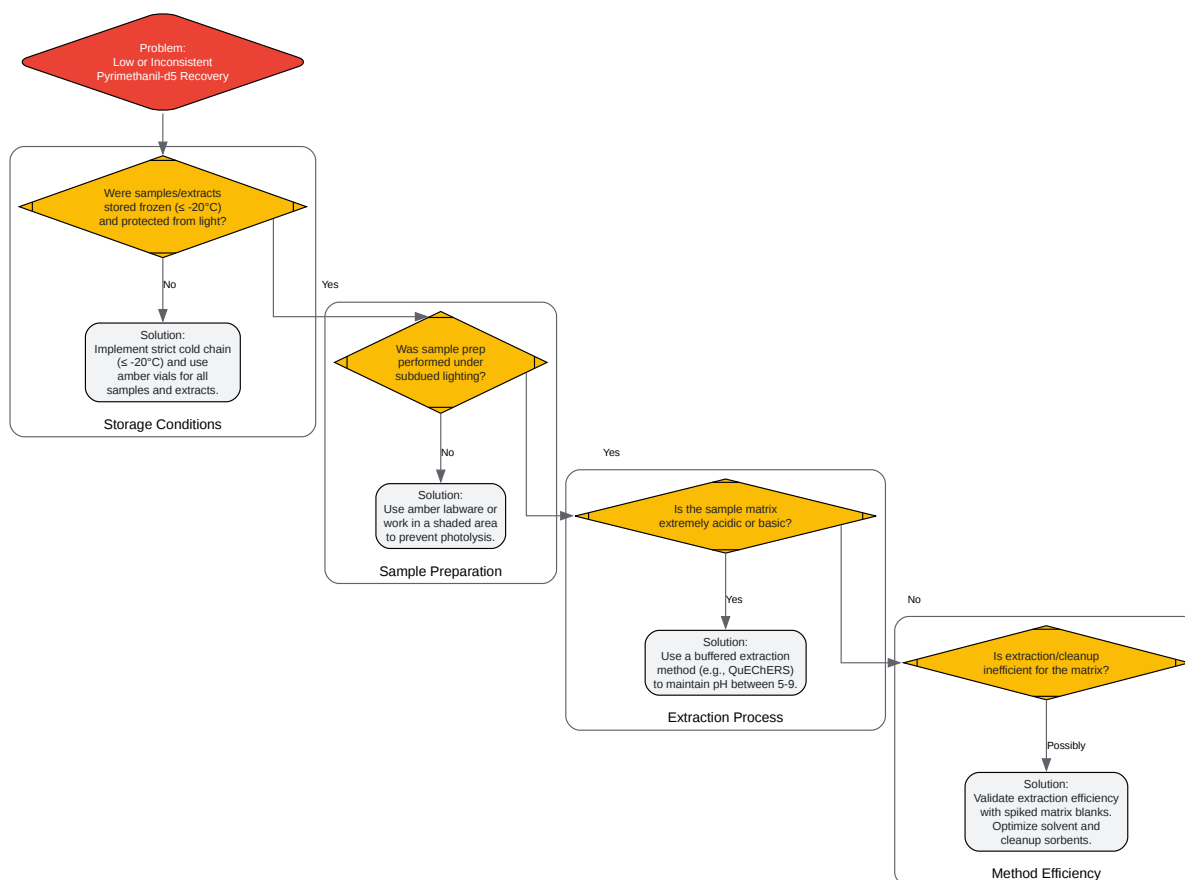 Problem:
Low or Inconsistent
Pyrimethanil-d5 Recovery
Were samples/extracts
stored frozen (≤ -20°C)
and protected from light?
No
Yes
Solution:
Implement strict cold chain
(≤ -20°C) and use
amber vials for all
samples and extracts.
Storage Conditions
Was sample prep
performed under
subdued lighting?
No
Yes
Solution:
Use amber labware or
work in a shaded area
to prevent photolysis.
Sample Preparation
Is the sample matrix
extremely acidic or basic?
Yes
No
Solution:
Use a buffered extraction
method (e.g., QuEChERS)
to maintain pH between 5-9.
Extraction Process
Is extraction/cleanup
inefficient for the matrix?
Possibly
Solution:
Validate extraction efficiency
with spiked matrix blanks.
Optimize solvent and
cleanup sorbents.
Method Efficiency